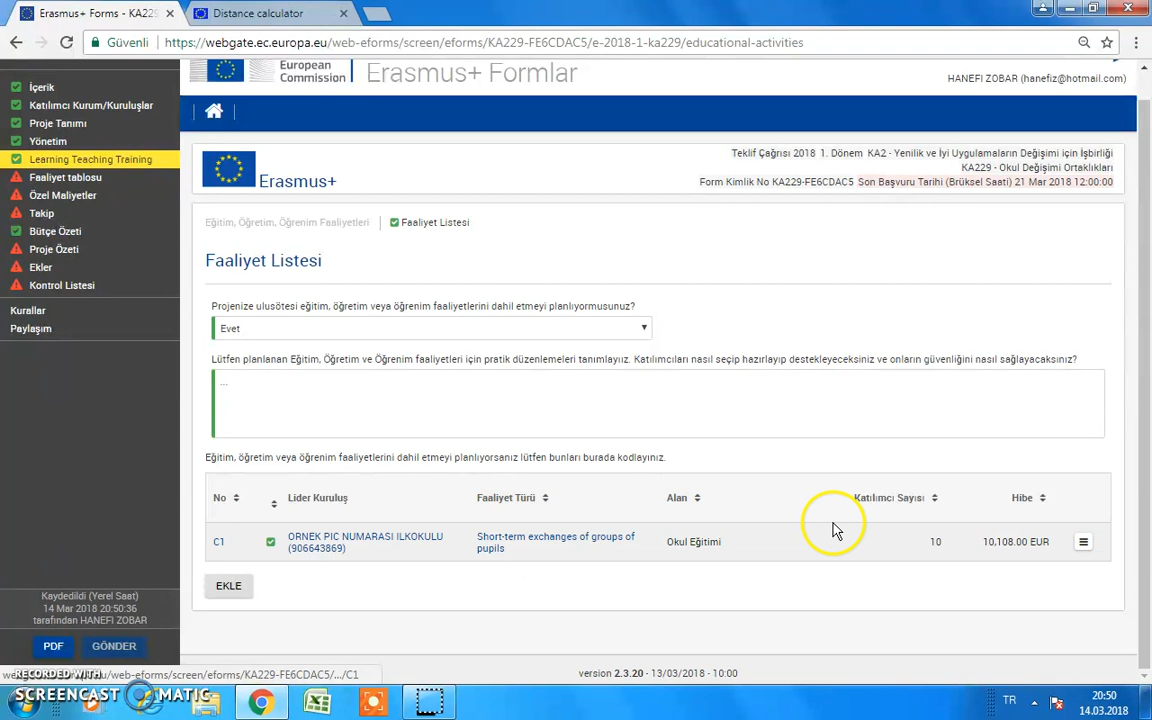 Erasmus+ Forms - KA229
Distance calculator
Güvenli
https://webgate.ec.europa.eu/web-eforms/screen/eforms/KA229-FE6CDAC5/e-2018-1-ka229/educational-activities
European
Commission
Erasmus+ Formlar
HANEFI ZOBAR (hanefiz@hotmail.com)
İçerik
Katılımcı Kurum/Kuruluşlar
Proje Tanımı
Yönetim
Learning Teaching Training
Faaliyet tablosu
Özel Maliyetler
Takip
Bütçe Özeti
Proje Özeti
Ekler
Kontrol Listesi
Kurallar
Paylaşım
Erasmus+
Teklif Çağrısı 2018 1. Dönem KA2 - Yenilik ve İyi Uygulamaların Değişimi için İşbirliği
KA229 - Okul Değişimi Ortaklıkları
Form Kimlik No KA229-FE6CDAC5 Son Başvuru Tarihi (Brüksel Saati) 21 Mar 2018 12:00:00
Eğitim, Öğretim, Öğrenim Faaliyetleri
Faaliyet Listesi
Faaliyet Listesi
Projenize ulusötesi eğitim, öğretim veya öğrenim faaliyetlerini dahil etmeyi planlıyormusunuz?
Evet
Lütfen planlanan Eğitim, Öğretim ve Öğrenim faaliyetleri için pratik düzenlemeleri tanımlayıız. Katılımcıları nasıl seçip hazırlayıp destekleyeceksiniz ve onların güvenliğini nasıl sağlayacaksınız?
...
Eğitim, öğretim veya öğrenim faaliyetlerini dahil etmeyi planlıyorsanız lütfen bunları burada kodlayınız.
No Lider Kuruluş Faaliyet Türü Alan Katılımcı Sayısı Hibe
C1 ORNEK PIC NUMARASI ILKOKULU (906643869) Short-term exchanges of groups of pupils Okul Eğitimi 10 10,108.00 EUR
EKLE
Kaydedildi (Yerel Saat)
14 Mar 2018 20:50:36
tarafından HANEFI ZOBAR
PDF
GÖNDER
version 2.3.20 - 13/03/2018 - 10:00
RECORDED WITH
SCREENCAST MATIC
TR
20:50
14.03.2018